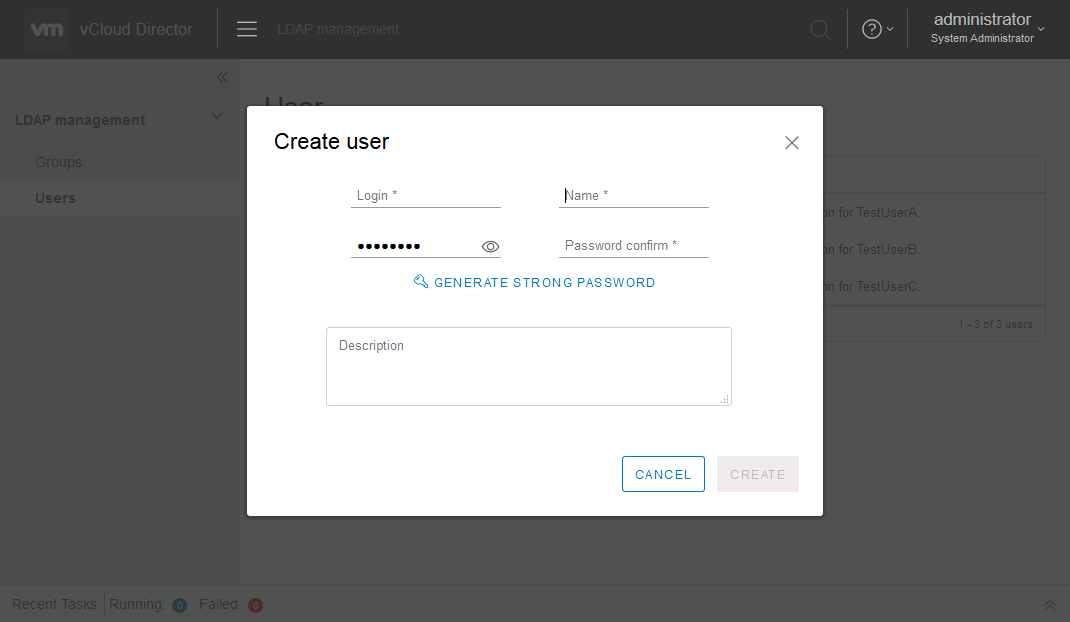 vm vCloud Director LDAP management ? administrator
System Administrator
User
LDAP management
Groups
Users
Create user
Login * Name *
•••••••• Password confirm *
GENERATE STRONG PASSWORD
Description
CANCEL CREATE
on for TestUserA.
on for TestUserB.
on for TestUserC.
1 - 3 of 3 users
Recent Tasks Running: 0 Failed 0